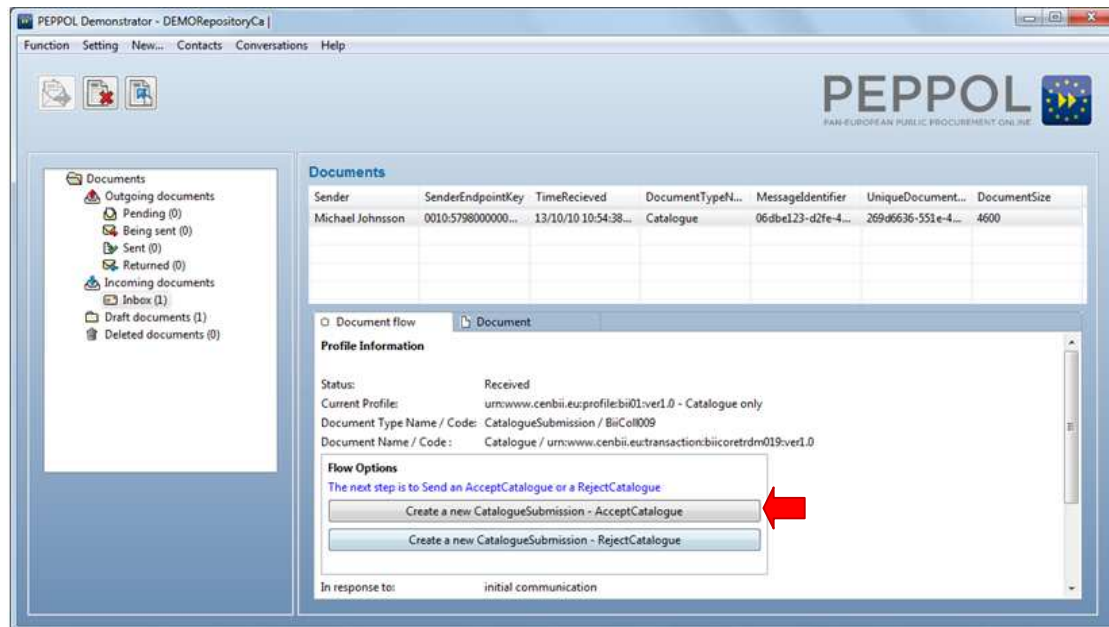 PEPPOL Demonstrator - DEMORepositoryCa |
Function Setting New... Contacts Conversations Help
PEPPOL
PAN-EUROPEAN PUBLIC PROCUREMENT ONLINE
Documents
Outgoing documents
Pending (0)
Being sent (0)
Sent (0)
Returned (0)
Incoming documents
Inbox (1)
Draft documents (1)
Deleted documents (0)
Documents
Sender SenderEndpointKey TimeRecieved DocumentTypeN... MessageIdentifier UniqueDocument... DocumentSize
Michael Johnsson 0010:5798000000... 13/10/10 10:54:38... Catalogue 06dbe123-d2fe-4... 269d6636-551e-4... 4600
Document flow Document
Profile Information
Status: Received
Current Profile: urn:www.cenbii.eu:profile:bii01:ver1.0 - Catalogue only
Document Type Name / Code: CatalogueSubmission / BiiColl009
Document Name / Code : Catalogue / urn:www.cenbii.eu:transaction:biicoretrdm019:ver1.0
Flow Options
The next step is to Send an AcceptCatalogue or a RejectCatalogue
Create a new CatalogueSubmission - AcceptCatalogue
Create a new CatalogueSubmission - RejectCatalogue
In response to: initial communication